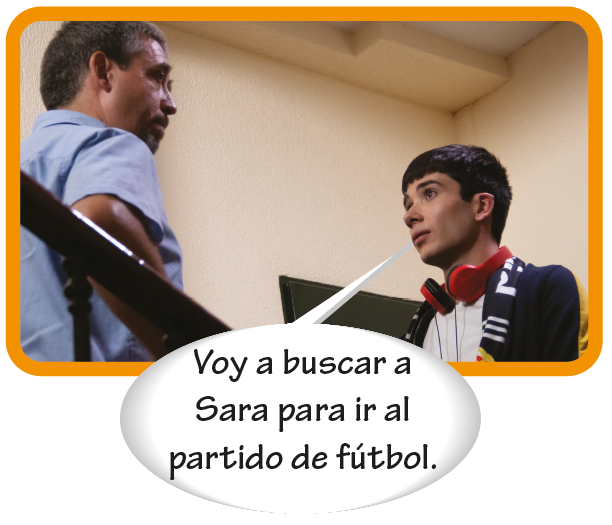 Voy a buscar a
Sara para ir al
partido de fútbol.